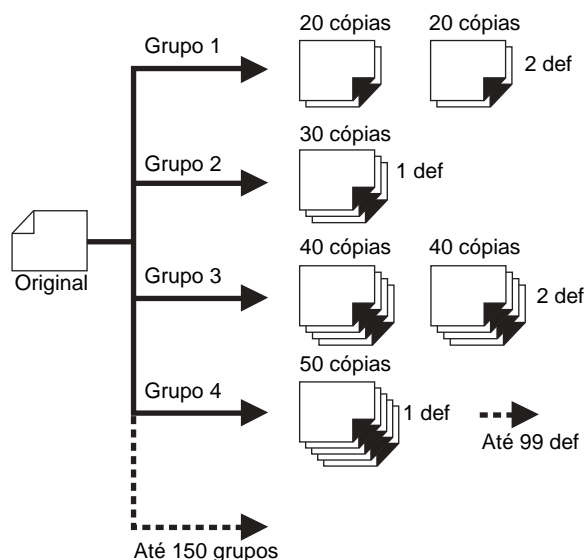 20 cópias 20 cópias
Grupo 1
2 def
30 cópias
Grupo 2
1 def
40 cópias 40 cópias
Original
Grupo 3
2 def
50 cópias
Grupo 4
1 def
Até 99 def
Até 150 grupos